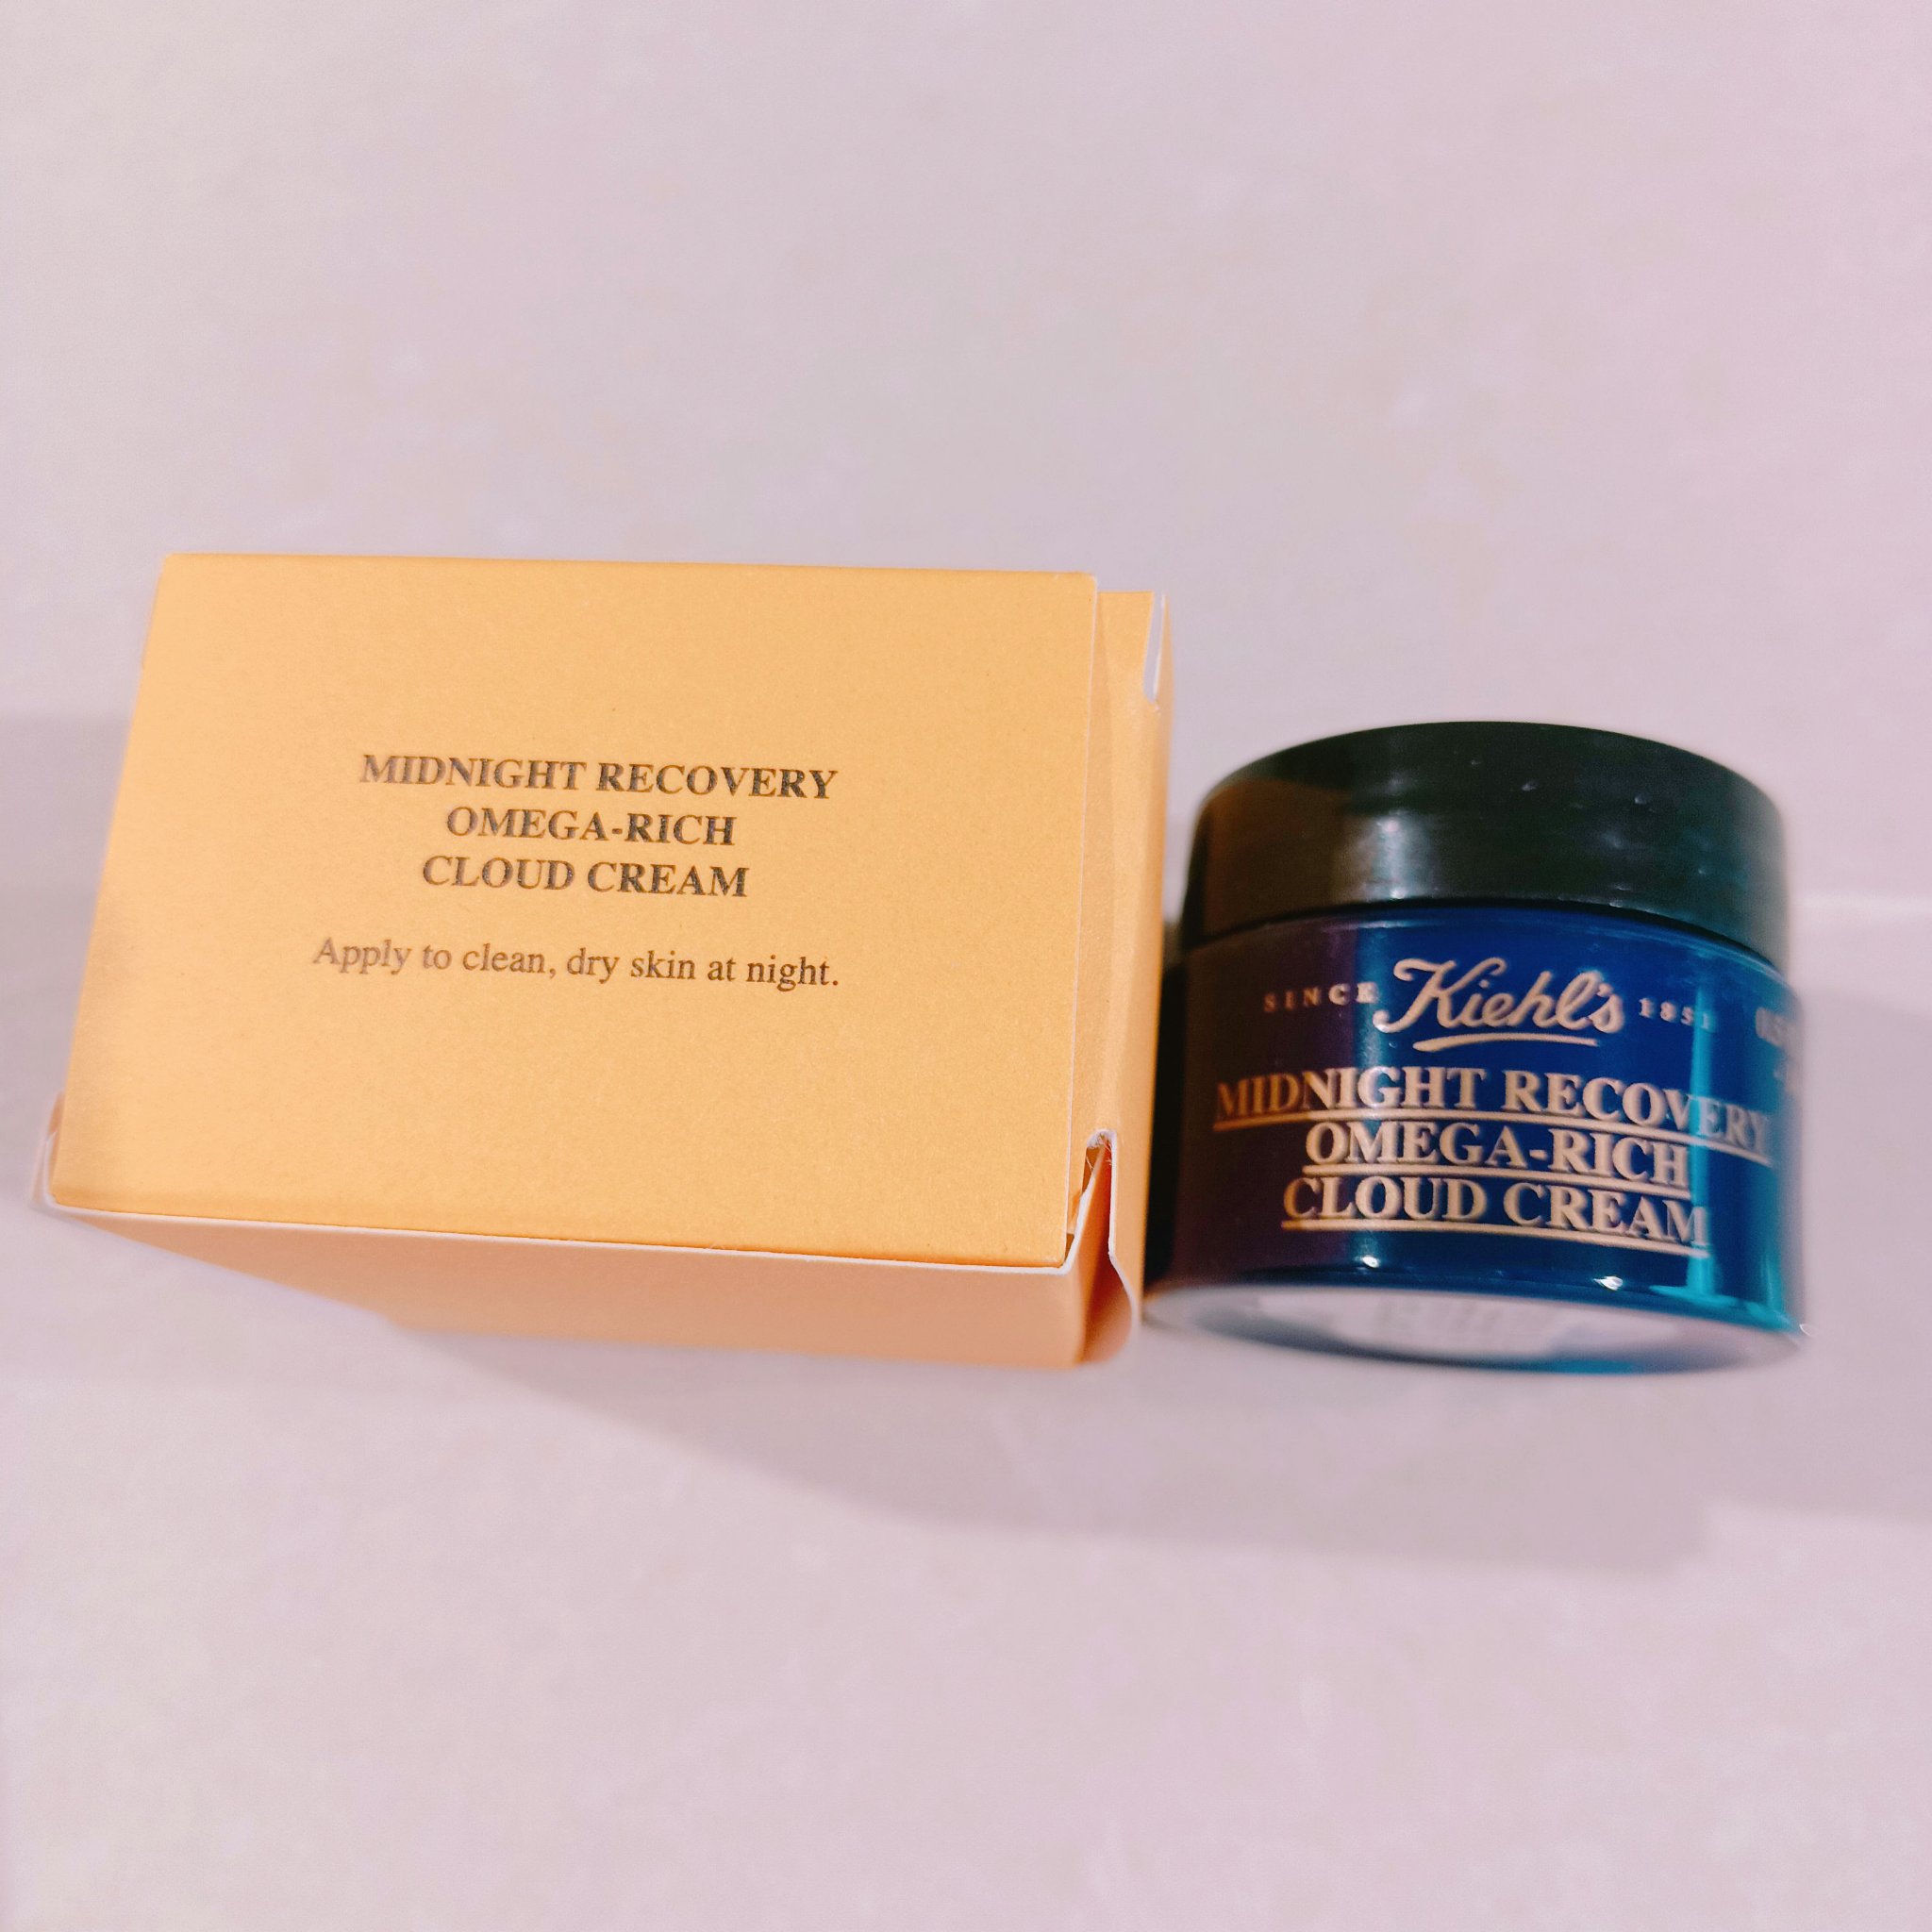 MIDNIGHT RECOVERY
OMEGA-RICH
CLOUD CREAM
Apply to clean, dry skin at night.
SINCE Kiehl's 1851
MIDNIGHT RECOVERY
OMEGA-RICH
CLOUD CREAM